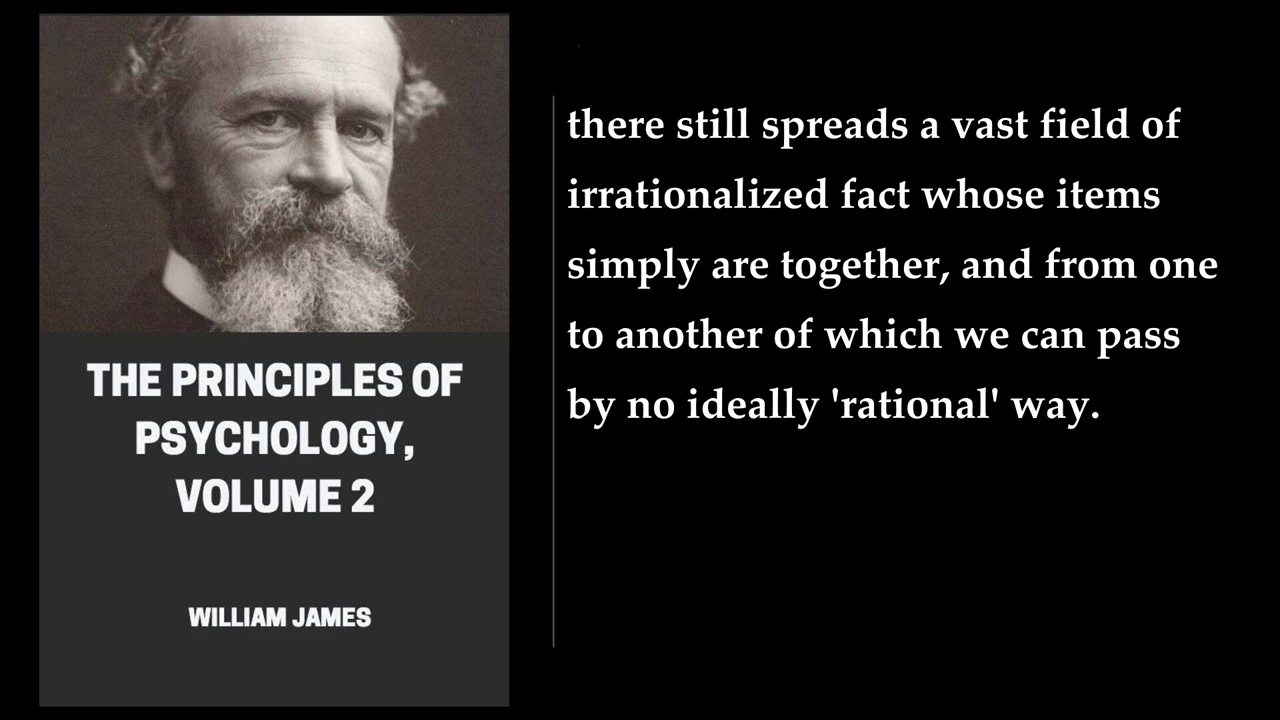 THE PRINCIPLES OF
PSYCHOLOGY,
VOLUME 2
WILLIAM JAMES
there still spreads a vast field of
irrationalized fact whose items
simply are together, and from one
to another of which we can pass
by no ideally 'rational' way.